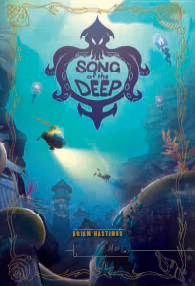 SONG
of the
DEEP
BRIAN HASTINGS